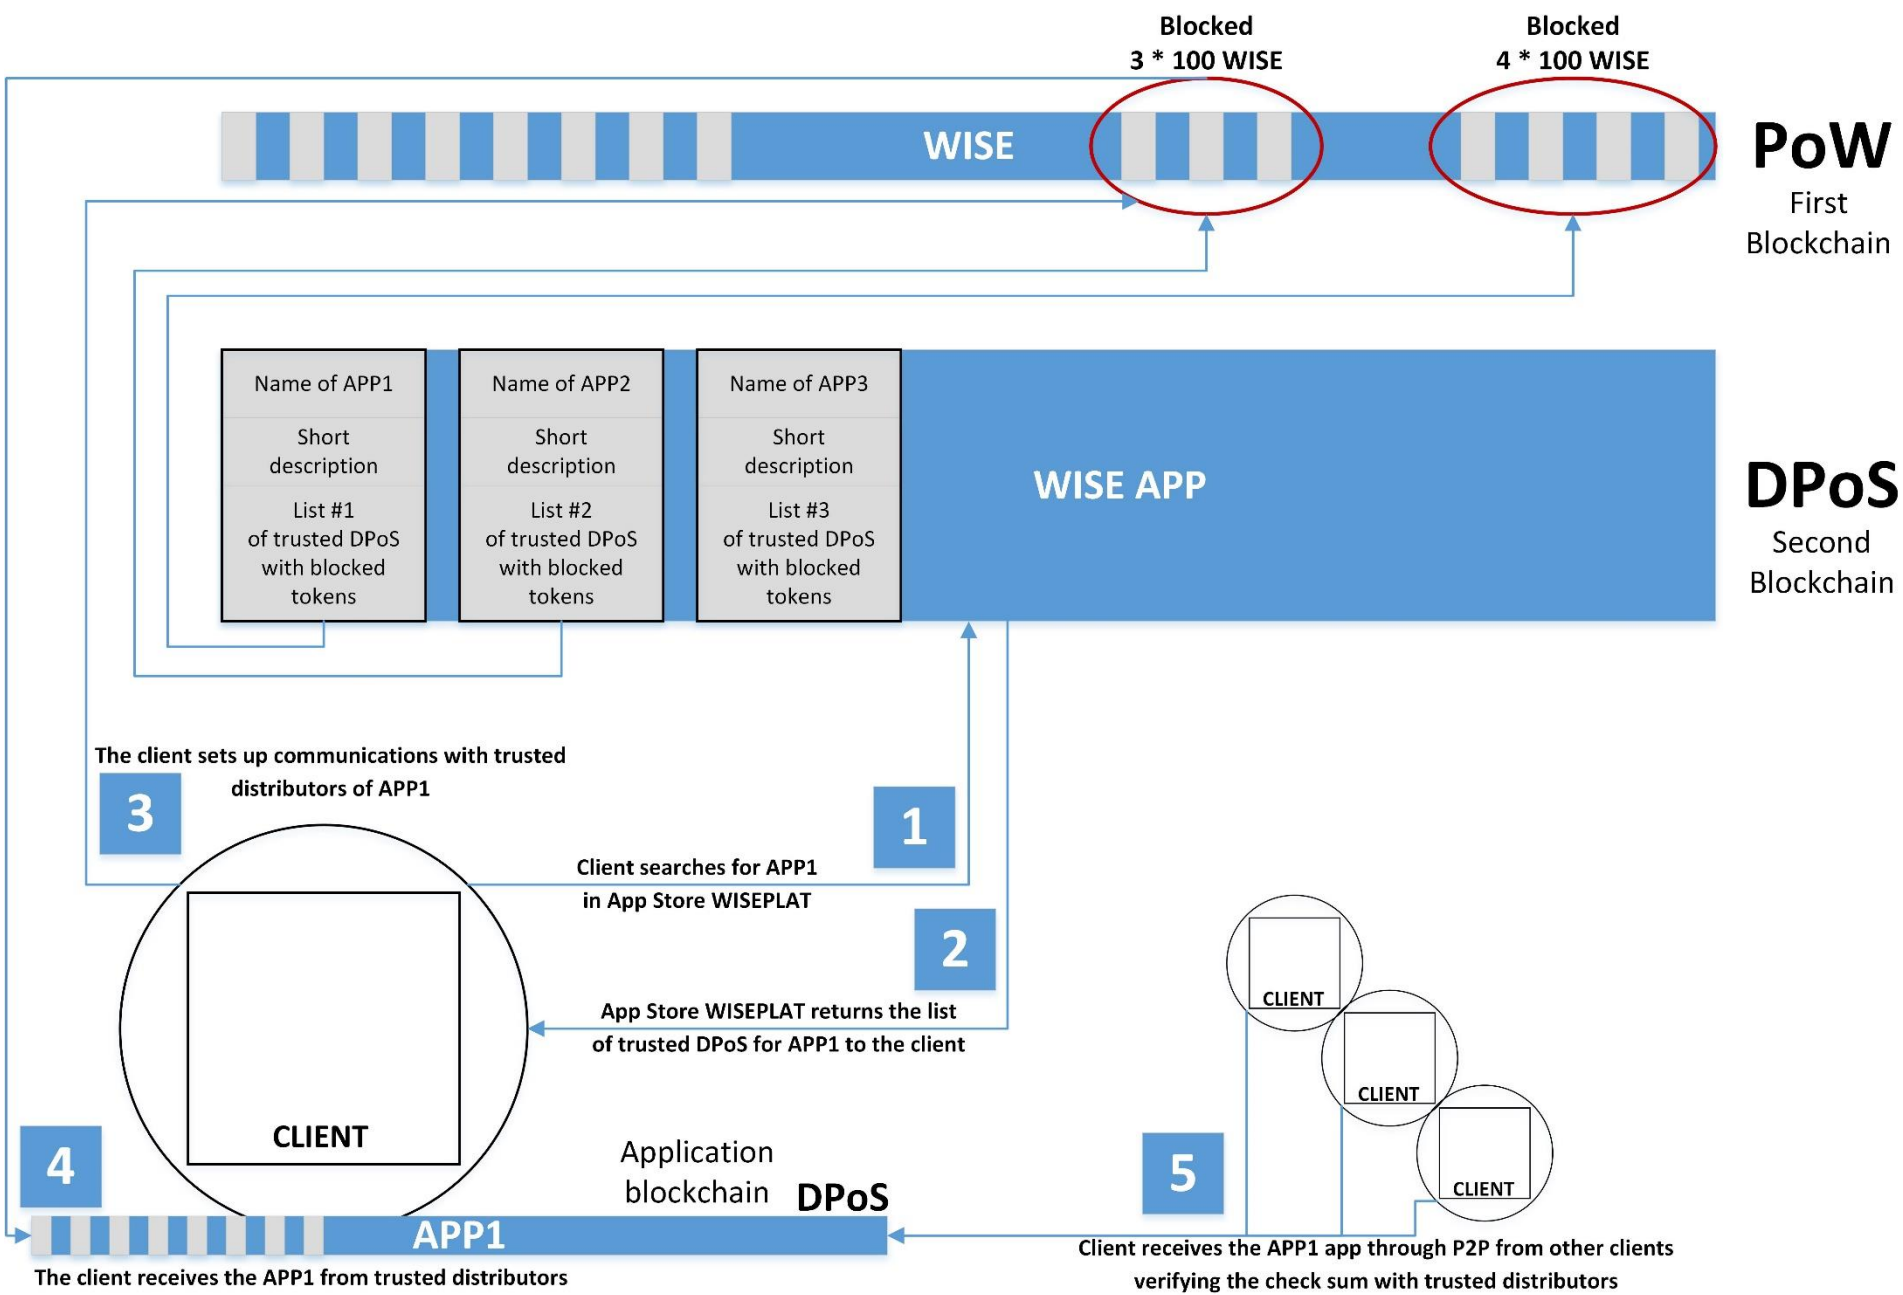 Blocked
3 * 100 WISE
Blocked
4 * 100 WISE
WISE
PoW
First
Blockchain
Name of APP1
Short
description
List #1
of trusted DPoS
with blocked
tokens
Name of APP2
Short
description
List #2
of trusted DPoS
with blocked
tokens
Name of APP3
Short
description
List #3
of trusted DPoS
with blocked
tokens
WISE APP
DPoS
Second
Blockchain
The client sets up communications with trusted
distributors of APP1
3
1
Client searches for APP1
in App Store WISEPLAT
2
App Store WISEPLAT returns the list
of trusted DPoS for APP1 to the client
CLIENT
CLIENT
CLIENT
CLIENT
4
Application
blockchain
DPoS
5
APP1
The client receives the APP1 from trusted distributors
Client receives the APP1 app through P2P from other clients
verifying the check sum with trusted distributors